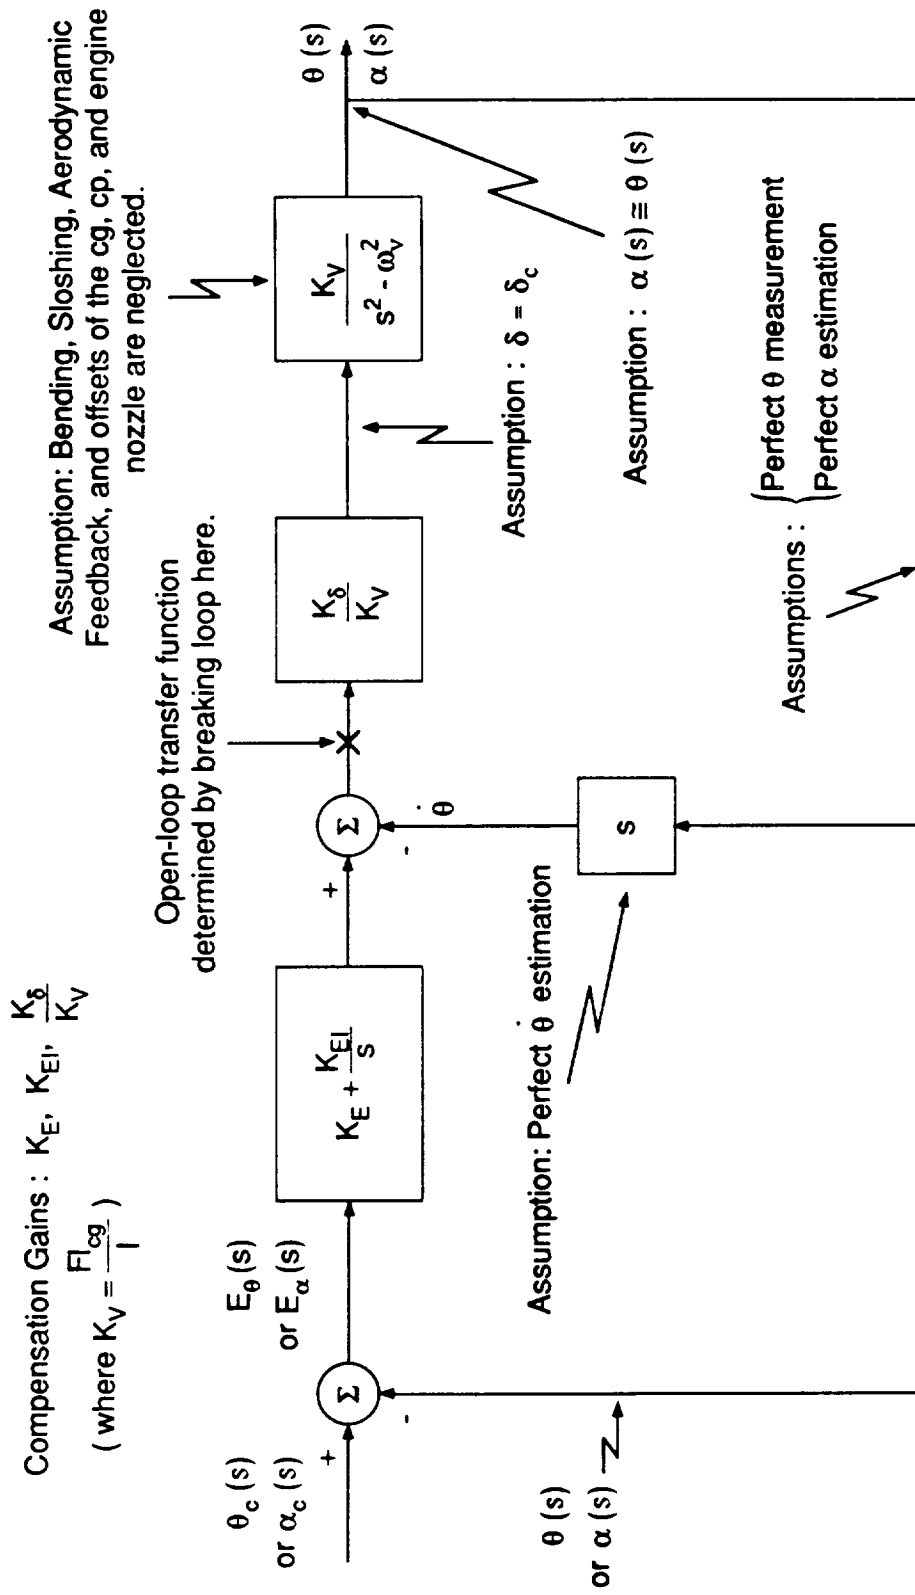 Compensation Gains : K_E, K_EI, K_δ / K_V
( where K_V = Fl_cg / I )
Assumption: Bending, Sloshing, Aerodynamic
Feedback, and offsets of the cg, cp, and engine
nozzle are neglected.
Open-loop transfer function
determined by breaking loop here.
θ_c (s)
or α_c (s)
+
-
Σ
E_θ (s)
or E_α (s)
K_E + K_EI / s
+
-
Σ
K_δ / K_V
K_V / s² - ω_V²
θ (s)
α (s)
Assumption : δ = δ_c
Assumption : α (s) ≅ θ (s)
θ̇
s
Assumption: Perfect θ̇ estimation
Assumptions : { Perfect θ measurement
Perfect α estimation
θ (s)
or α (s)